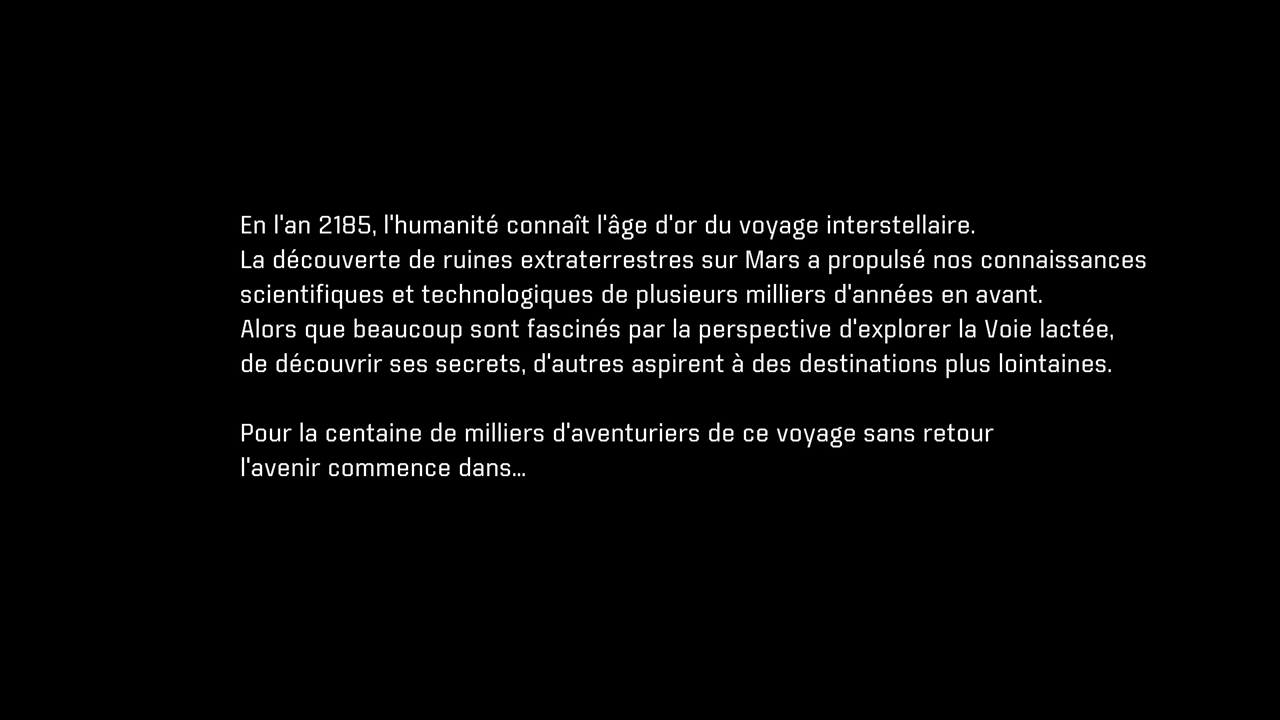 En l'an 2185, l'humanité connaît l'âge d'or du voyage interstellaire.
La découverte de ruines extraterrestres sur Mars a propulsé nos connaissances
scientifiques et technologiques de plusieurs milliers d'années en avant.
Alors que beaucoup sont fascinés par la perspective d'explorer la Voie lactée,
de découvrir ses secrets, d'autres aspirent à des destinations plus lointaines.
Pour la centaine de milliers d'aventuriers de ce voyage sans retour
l'avenir commence dans...